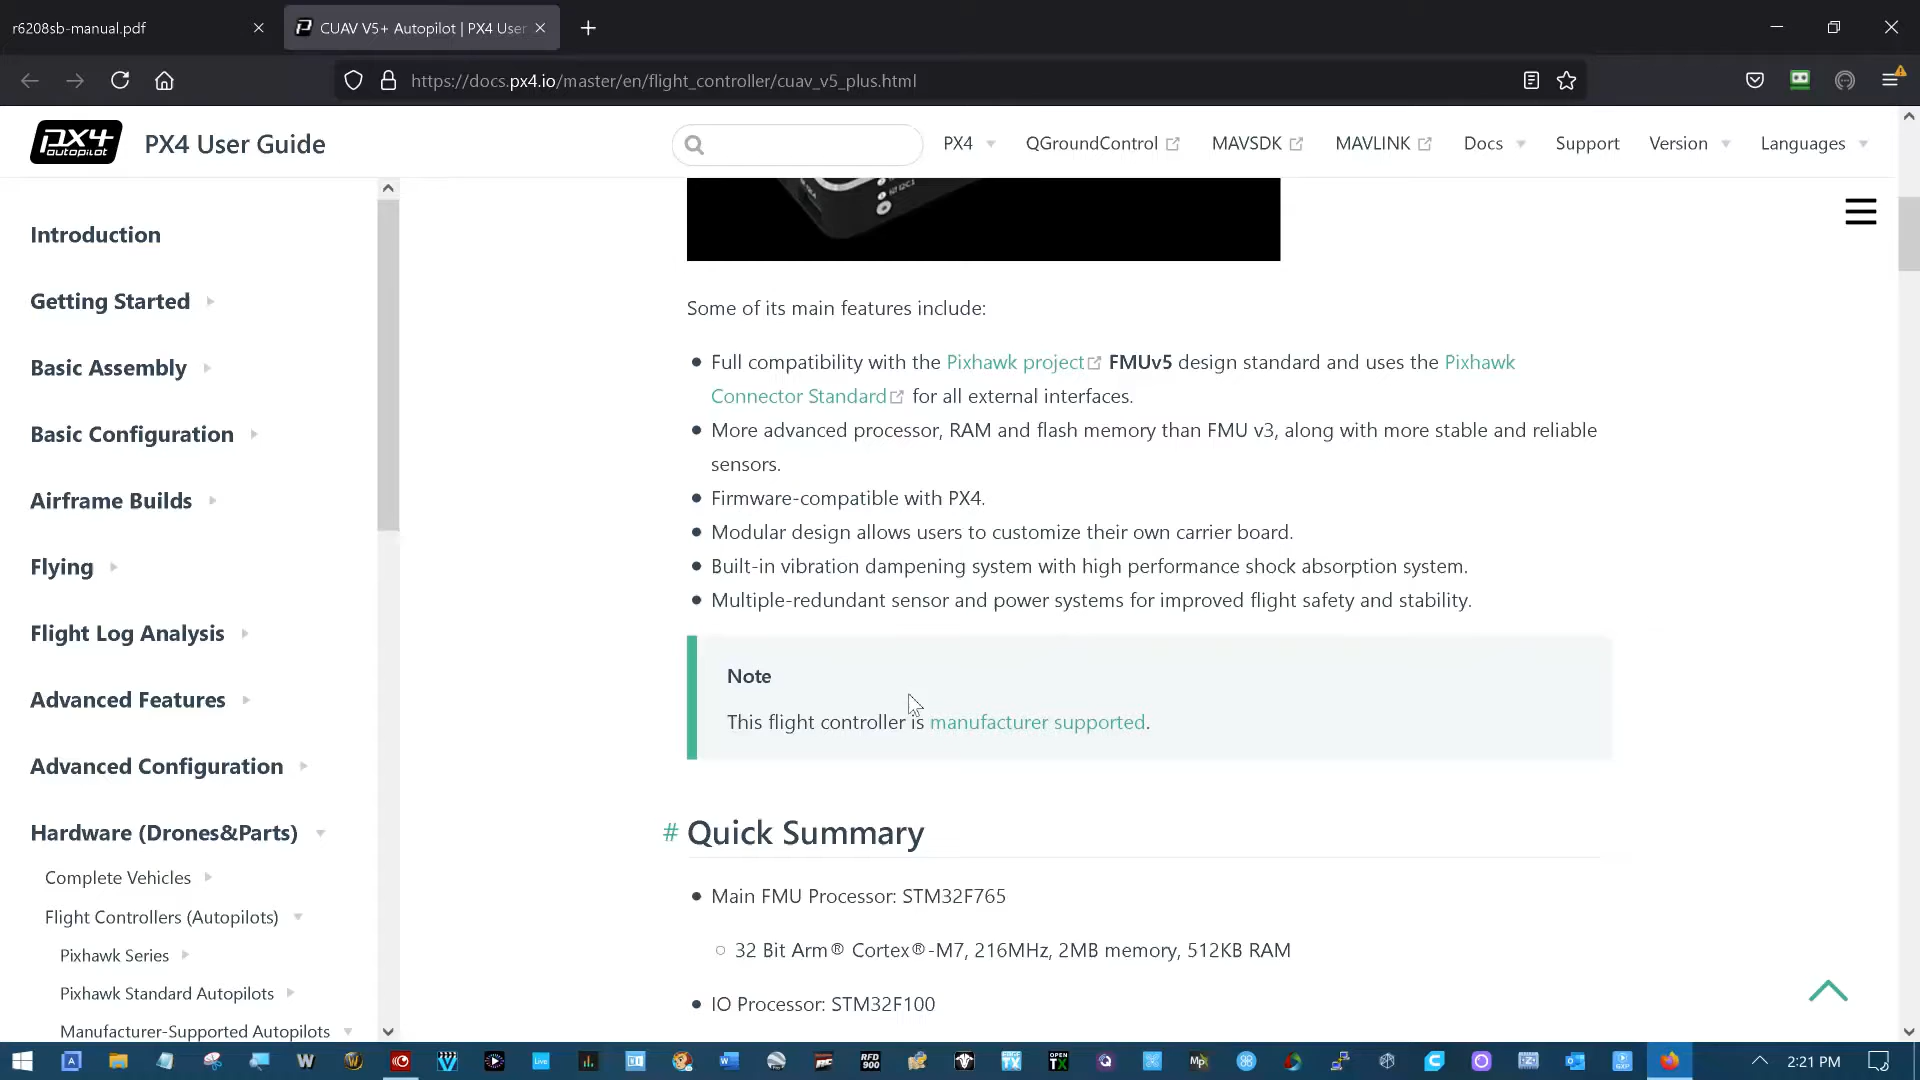 r6208sb-manual.pdf
CUAV V5+ Autopilot | PX4 User
https://docs.px4.io/master/en/flight_controller/cuav_v5_plus.html
px4 autopilot
PX4 User Guide
PX4
QGroundControl
MAVSDK
MAVLINK
Docs
Support
Version
Languages
Introduction
Getting Started
Basic Assembly
Basic Configuration
Airframe Builds
Flying
Flight Log Analysis
Advanced Features
Advanced Configuration
Hardware (Drones&Parts)
Complete Vehicles
Flight Controllers (Autopilots)
Pixhawk Series
Pixhawk Standard Autopilots
Manufacturer-Supported Autopilots
Some of its main features include:
Full compatibility with the Pixhawk project FMUv5 design standard and uses the Pixhawk
Connector Standard for all external interfaces.
More advanced processor, RAM and flash memory than FMU v3, along with more stable and reliable
sensors.
Firmware-compatible with PX4.
Modular design allows users to customize their own carrier board.
Built-in vibration dampening system with high performance shock absorption system.
Multiple-redundant sensor and power systems for improved flight safety and stability.
Note
This flight controller is manufacturer supported.
# Quick Summary
Main FMU Processor: STM32F765
32 Bit Arm® Cortex®-M7, 216MHz, 2MB memory, 512KB RAM
IO Processor: STM32F100
2:21 PM